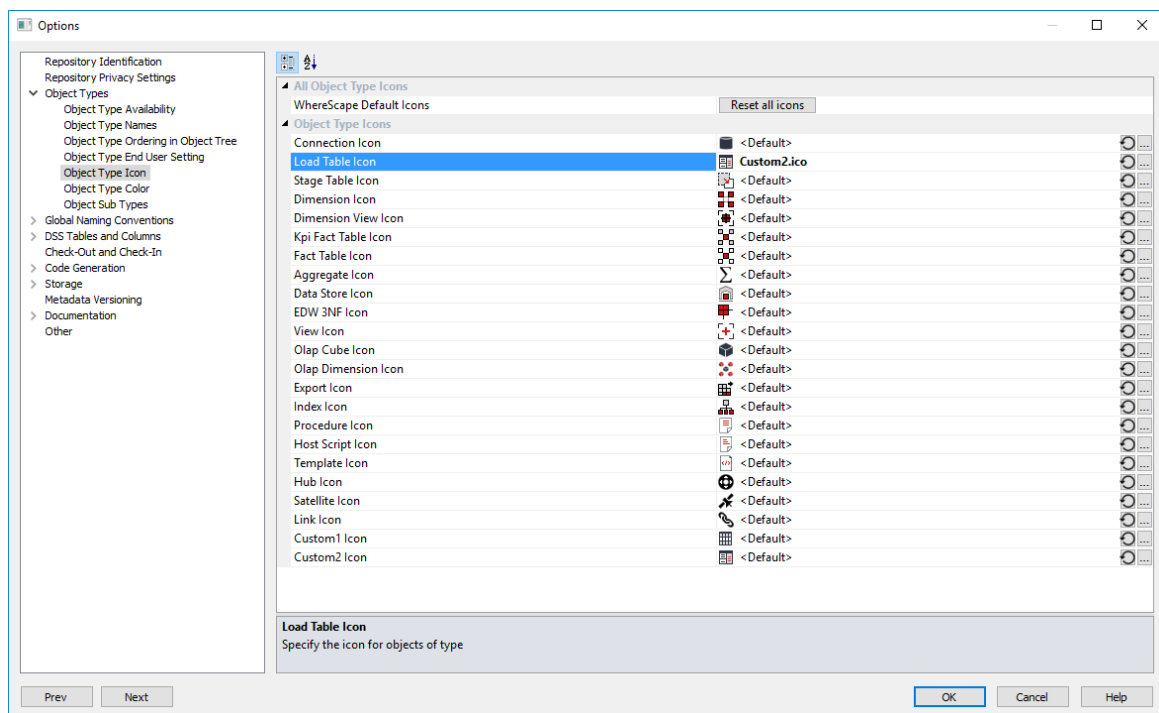 Options
Repository Identification
Repository Privacy Settings
Object Types
Object Type Availability
Object Type Names
Object Type Ordering in Object Tree
Object Type End User Setting
Object Type Icon
Object Type Color
Object Sub Types
Global Naming Conventions
DSS Tables and Columns
Check-Out and Check-In
Code Generation
Storage
Metadata Versioning
Documentation
Other
All Object Type Icons
WhereScape Default Icons Reset all icons
Object Type Icons
Connection Icon <Default> ...
Load Table Icon Custom2.ico ...
Stage Table Icon <Default> ...
Dimension Icon <Default> ...
Dimension View Icon <Default> ...
Kpi Fact Table Icon <Default> ...
Fact Table Icon <Default> ...
Aggregate Icon <Default> ...
Data Store Icon <Default> ...
EDW 3NF Icon <Default> ...
View Icon <Default> ...
Olap Cube Icon <Default> ...
Olap Dimension Icon <Default> ...
Export Icon <Default> ...
Index Icon <Default> ...
Procedure Icon <Default> ...
Host Script Icon <Default> ...
Template Icon <Default> ...
Hub Icon <Default> ...
Satellite Icon <Default> ...
Link Icon <Default> ...
Custom1 Icon <Default> ...
Custom2 Icon <Default> ...
Load Table Icon
Specify the icon for objects of type
Prev Next OK Cancel Help